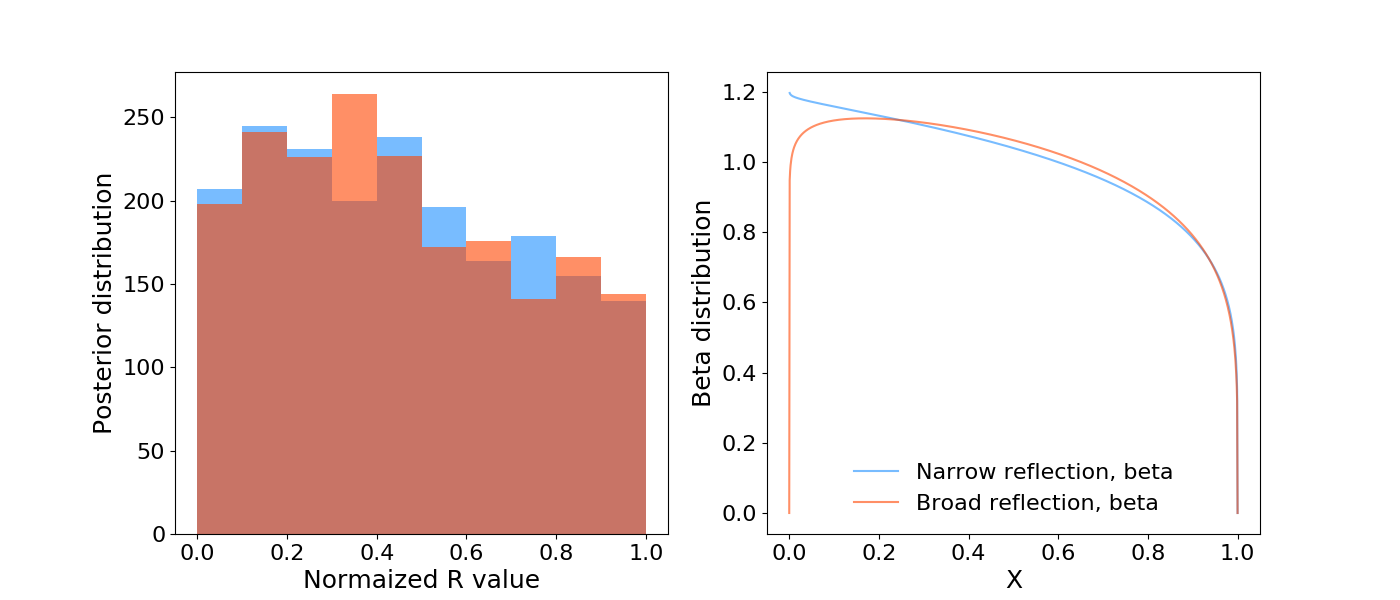 Posterior distribution
250
200
150
100
50
0
0.0 0.2 0.4 0.6 0.8 1.0
Normaized R value
Beta distribution
1.2
1.0
0.8
0.6
0.4
0.2
0.0
Narrow reflection, beta
Broad reflection, beta
0.0 0.2 0.4 0.6 0.8 1.0
X